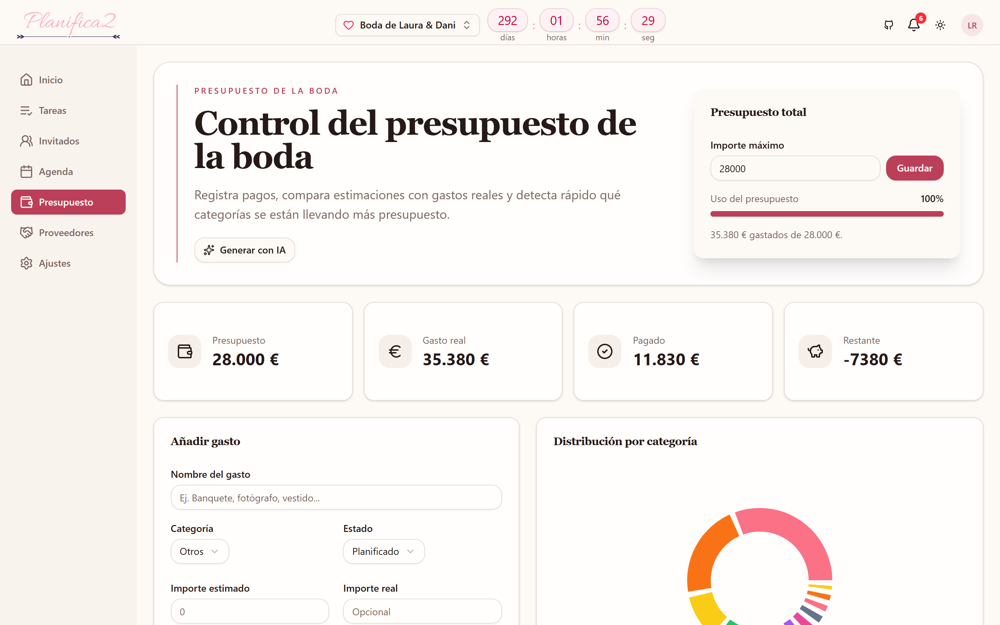 Planifica2
Boda de Laura & Dani
292 : 01 : 56 : 29
días horas min seg
6
LR
Inicio
Tareas
Invitados
Agenda
Presupuesto
Proveedores
Ajustes
PRESUPUESTO DE LA BODA
Control del presupuesto de
la boda
Registra pagos, compara estimaciones con gastos reales y detecta rápido qué
categorías se están llevando más presupuesto.
Generar con IA
Presupuesto total
Importe máximo
28000
Guardar
Uso del presupuesto 100%
35.380 € gastados de 28.000 €.
Presupuesto
28.000 €
Gasto real
35.380 €
Pagado
11.830 €
Restante
-7380 €
Añadir gasto
Nombre del gasto
Ej. Banquete, fotógrafo, vestido...
Categoría Estado
Otros Planificado
Importe estimado Importe real
0 Opcional
Distribución por categoría